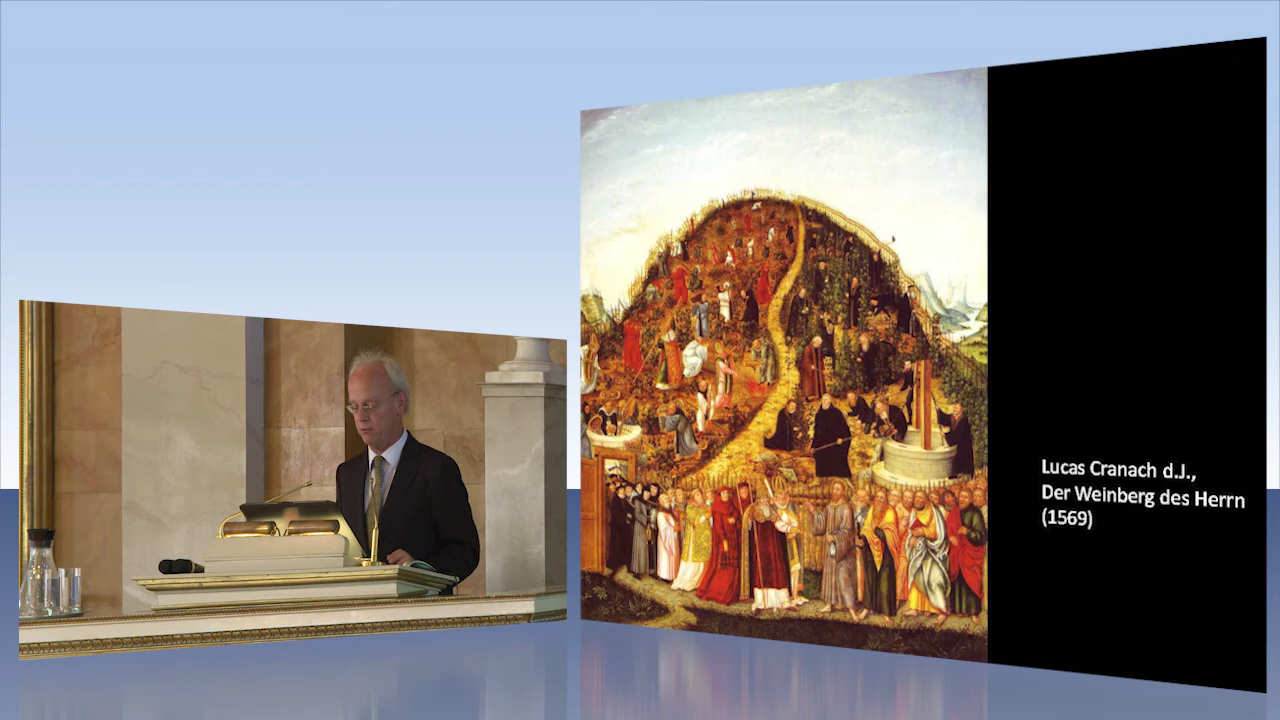 Lucas Cranach d.J.,
Der Weinberg des Herrn
(1569)